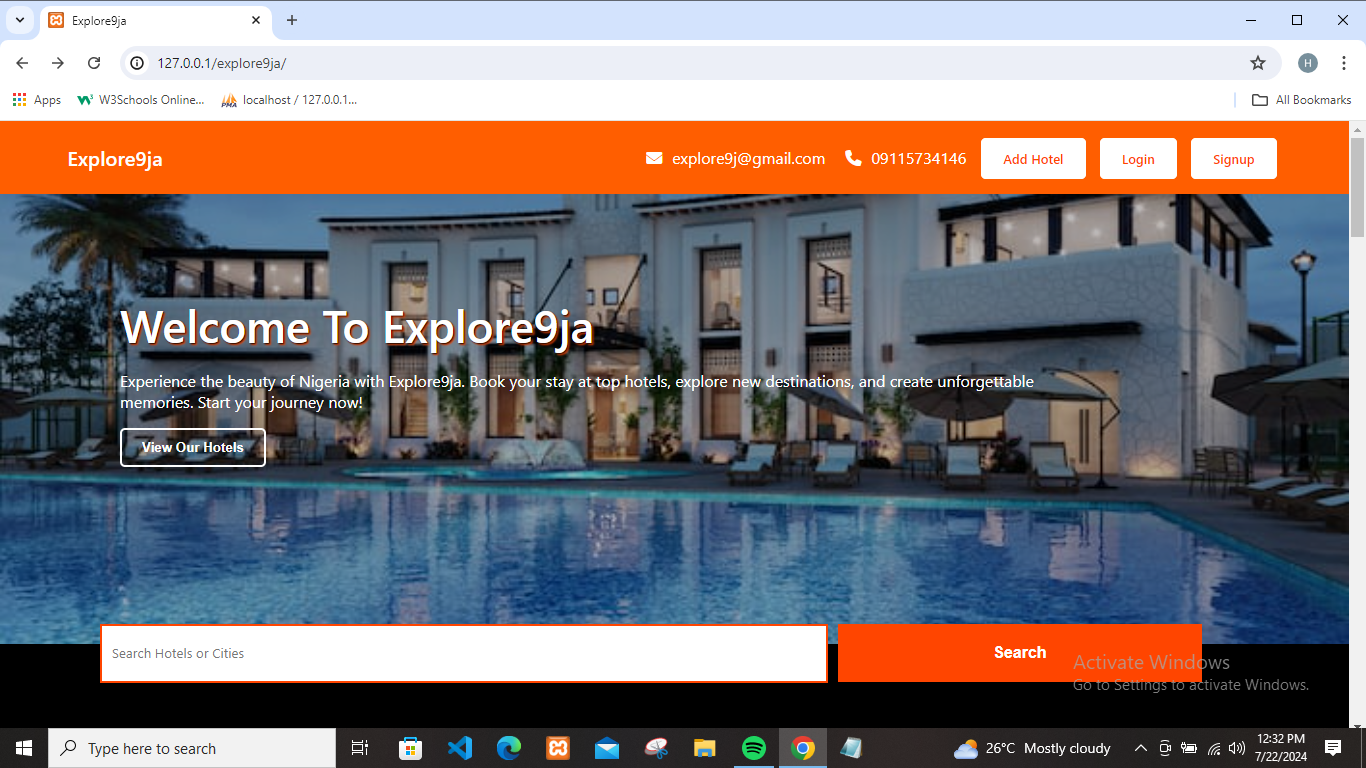 Explore9ja
127.0.0.1/explore9ja/
H
Apps
W3Schools Online...
PMA
localhost / 127.0.0.1...
All Bookmarks
Explore9ja
explore9j@gmail.com
09115734146
Add Hotel
Login
Signup
Welcome To Explore9ja
Experience the beauty of Nigeria with Explore9ja. Book your stay at top hotels, explore new destinations, and create unforgettable
memories. Start your journey now!
View Our Hotels
Search Hotels or Cities
Search
Activate Windows
Go to Settings to activate Windows.
Type here to search
26°C Mostly cloudy
12:32 PM
7/22/2024